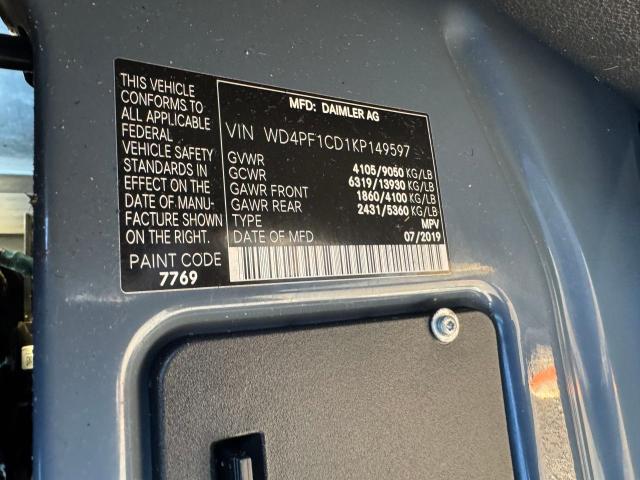 THIS VEHICLE
CONFORMS TO
ALL APPLICABLE
FEDERAL
VEHICLE SAFETY
STANDARDS IN
EFFECT ON THE
DATE OF MANU-
FACTURE SHOWN
ON THE RIGHT.
PAINT CODE
7769
MFD: DAIMLER AG
VIN WD4PF1CD1KP149597
GVWR 4105/9050 KG/LB
GCWR 6319/13930 KG/LB
GAWR FRONT 1860/4100 KG/LB
GAWR REAR 2431/5360 KG/LB
TYPE MPV
DATE OF MFD 07/2019